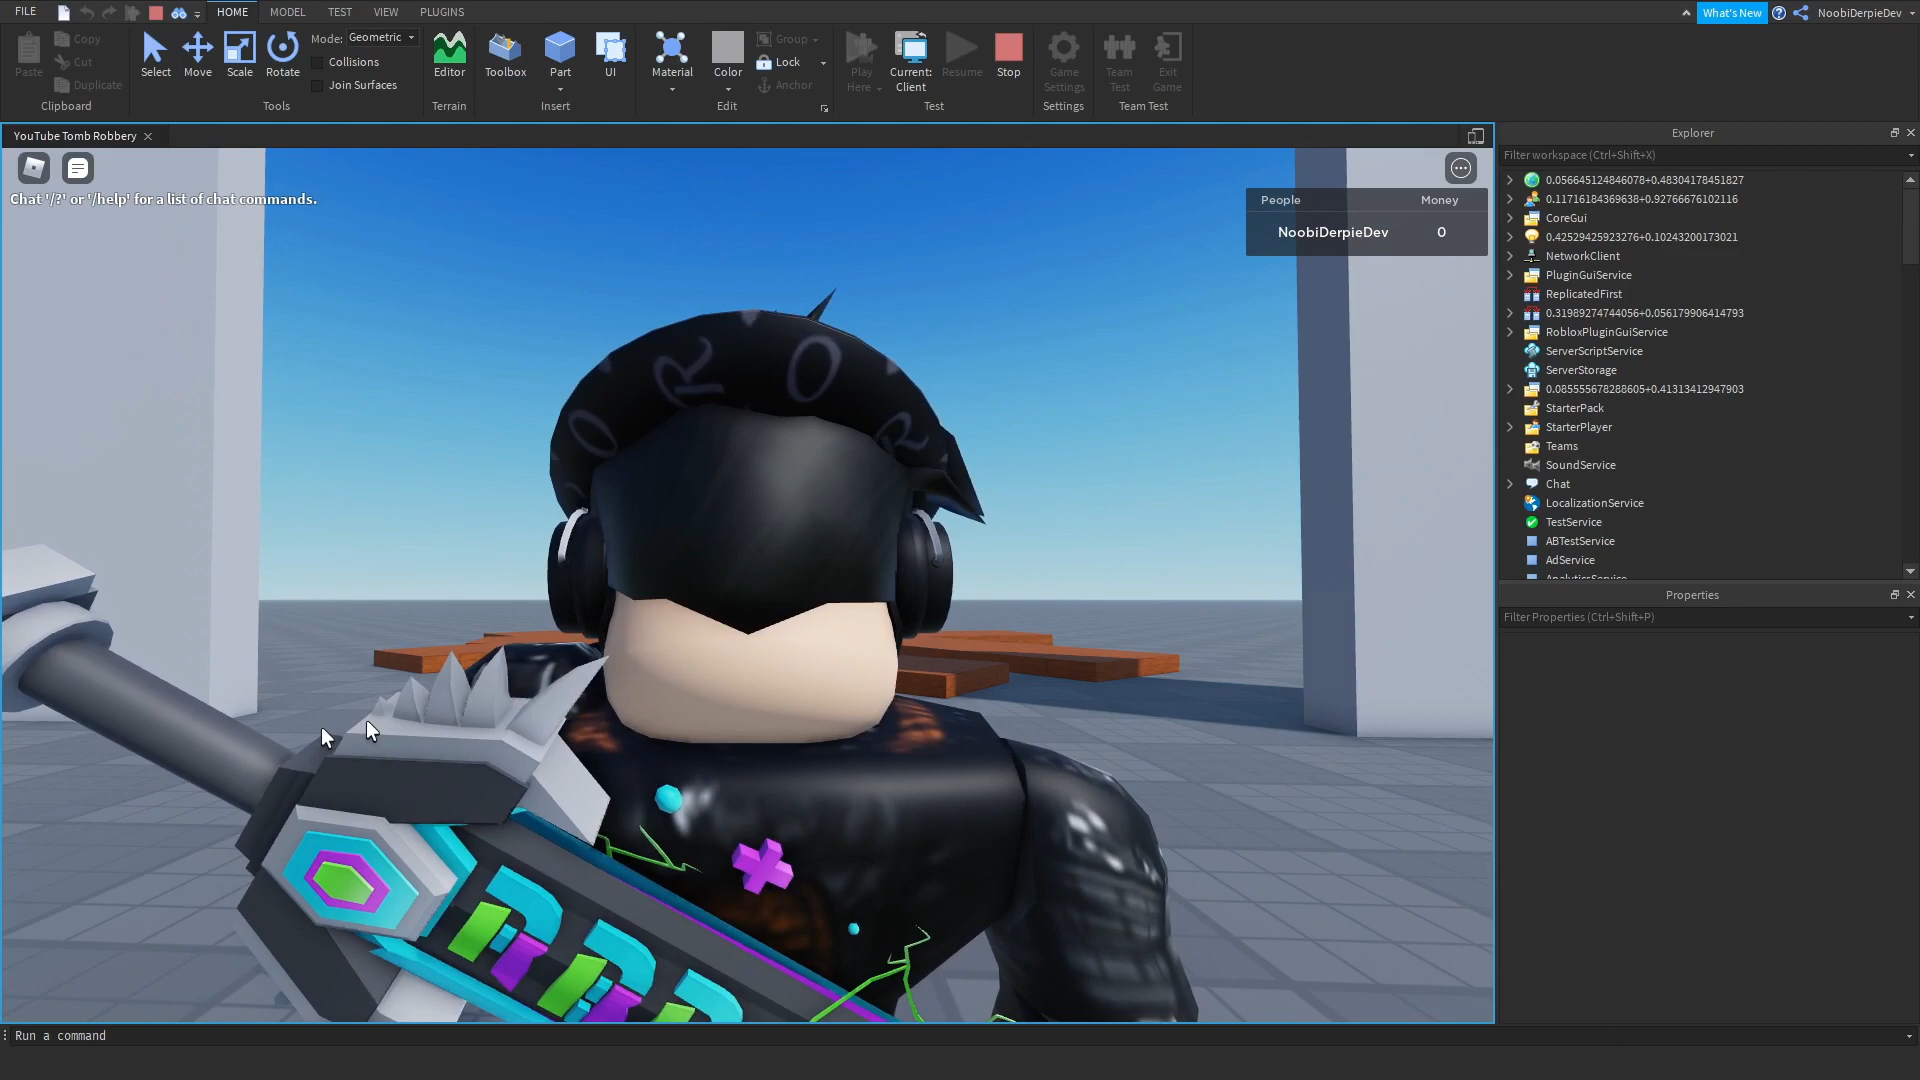 FILE HOME MODEL TEST VIEW PLUGINS What's New NoobiDerpieDev
Paste Copy Cut Duplicate
Clipboard
Select Move Scale Rotate
Mode: Geometric
Collisions
Join Surfaces
Tools
Editor
Terrain
Toolbox Part UI
Insert
Material Color
Group
Lock
Anchor
Edit
Play Here
Current: Client
Resume
Stop
Test
Game Settings
Settings
Team Test
Exit Game
Team Test
YouTube Tomb Robbery
Chat '/?' or '/help' for a list of chat commands.
People Money
NoobiDerpieDev 0
O R O R
Explorer
Filter workspace (Ctrl+Shift+X)
0.056645124846078+0.48304178451827
0.11716184369638+0.92766676102116
CoreGui
0.42529425923276+0.10243200173021
NetworkClient
PluginGuiService
ReplicatedFirst
0.31989274744056+0.056179906414793
RobloxPluginGuiService
ServerScriptService
ServerStorage
0.085555678288605+0.41313412947903
StarterPack
StarterPlayer
Teams
SoundService
Chat
LocalizationService
TestService
ABTestService
AdService
AnalyticsService
Properties
Filter Properties (Ctrl+Shift+P)
Run a command